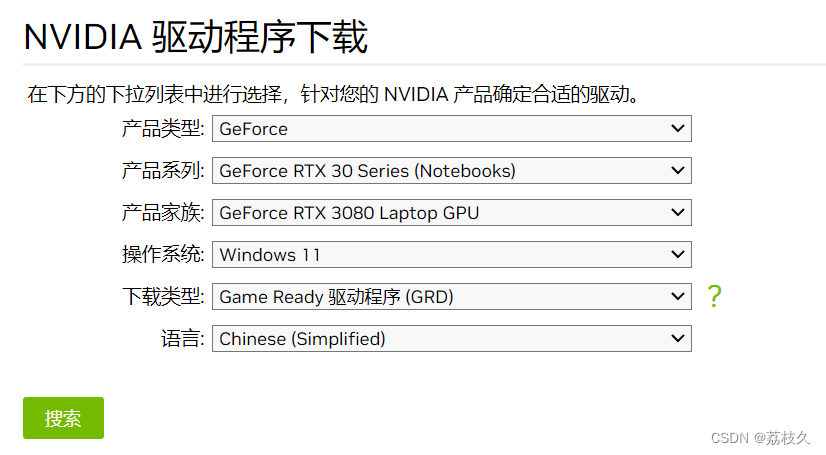 NVIDIA 驱动程序下载
在下方的下拉列表中进行选择，针对您的 NVIDIA 产品确定合适的驱动。
产品类型: GeForce
产品系列: GeForce RTX 30 Series (Notebooks)
产品家族: GeForce RTX 3080 Laptop GPU
操作系统: Windows 11
下载类型: Game Ready 驱动程序 (GRD) ?
语言: Chinese (Simplified)
搜索
CSDN @荔枝久